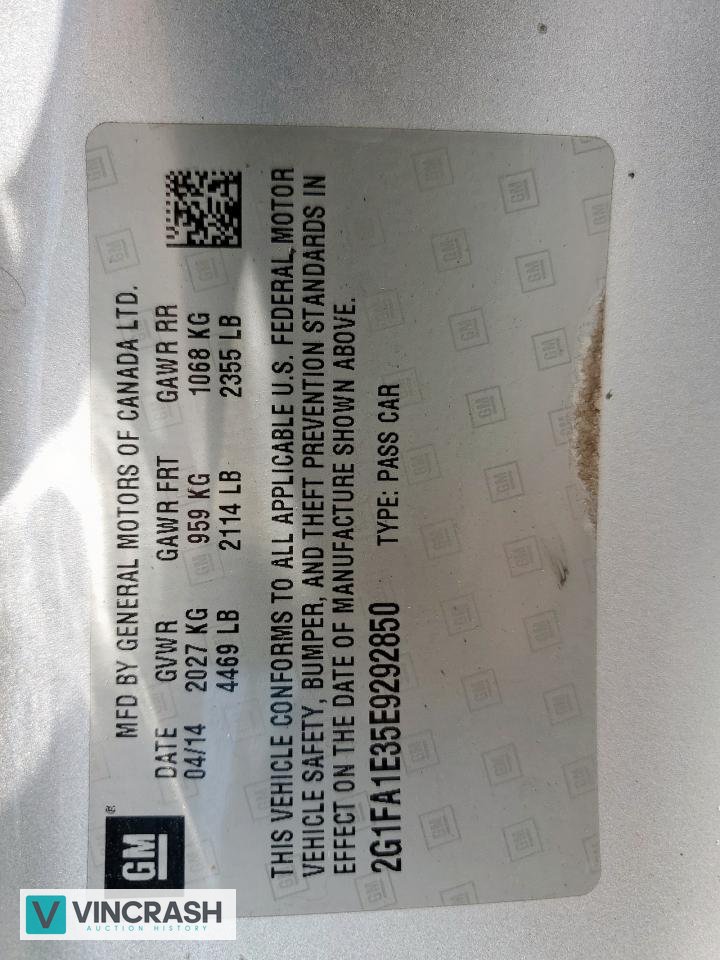 GM ®
MFD BY GENERAL MOTORS OF CANADA LTD.
DATE GVWR GAWR FRT GAWR RR
04/14 2027 KG 959 KG 1068 KG
4469 LB 2114 LB 2355 LB
THIS VEHICLE CONFORMS TO ALL APPLICABLE U.S. FEDERAL MOTOR
VEHICLE SAFETY, BUMPER, AND THEFT PREVENTION STANDARDS IN
EFFECT ON THE DATE OF MANUFACTURE SHOWN ABOVE.
2G1FA1E35E9292850 TYPE: PASS CAR
V VINCRASH
AUCTION HISTORY